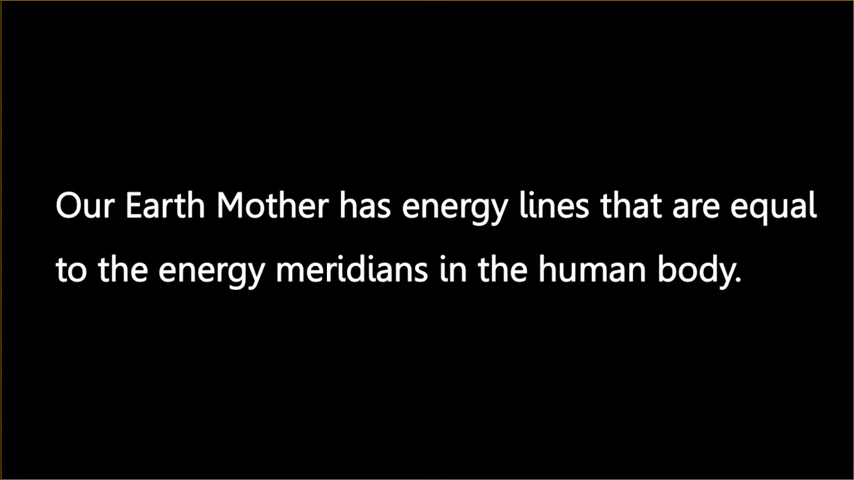 Our Earth Mother has energy lines that are equal
to the energy meridians in the human body.